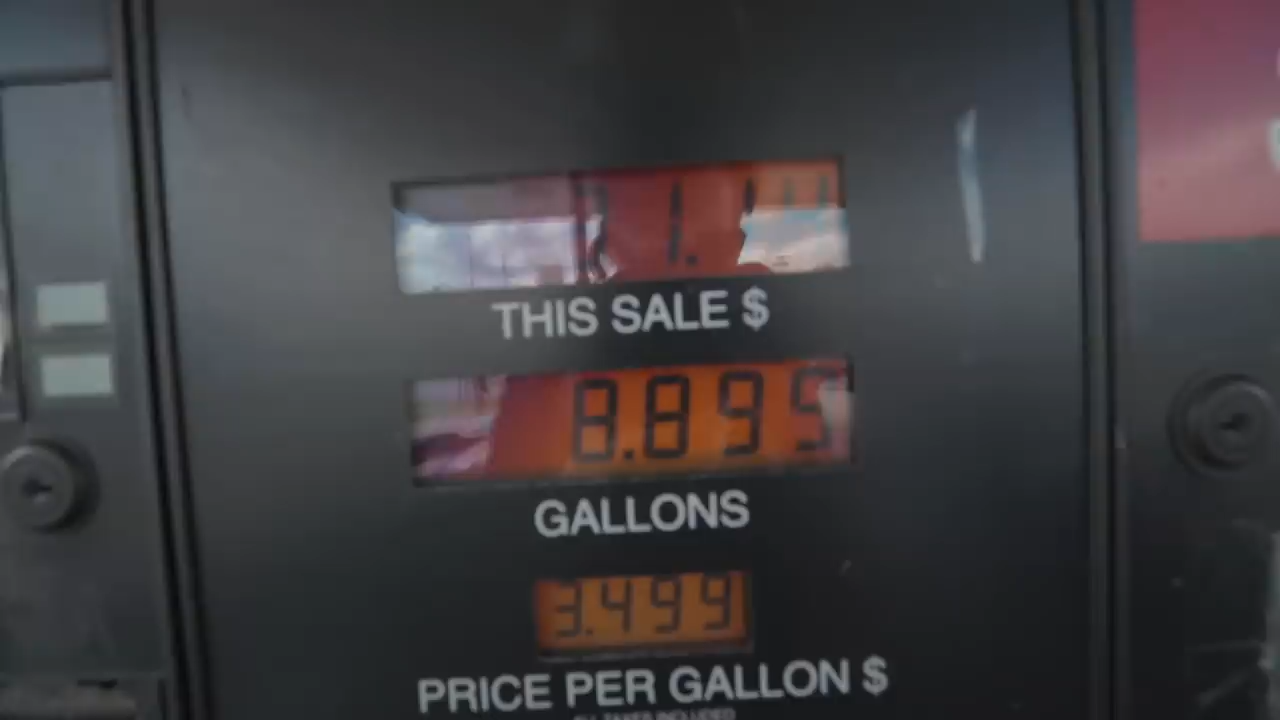 THIS SALE $
8.895
GALLONS
3.499
PRICE PER GALLON $